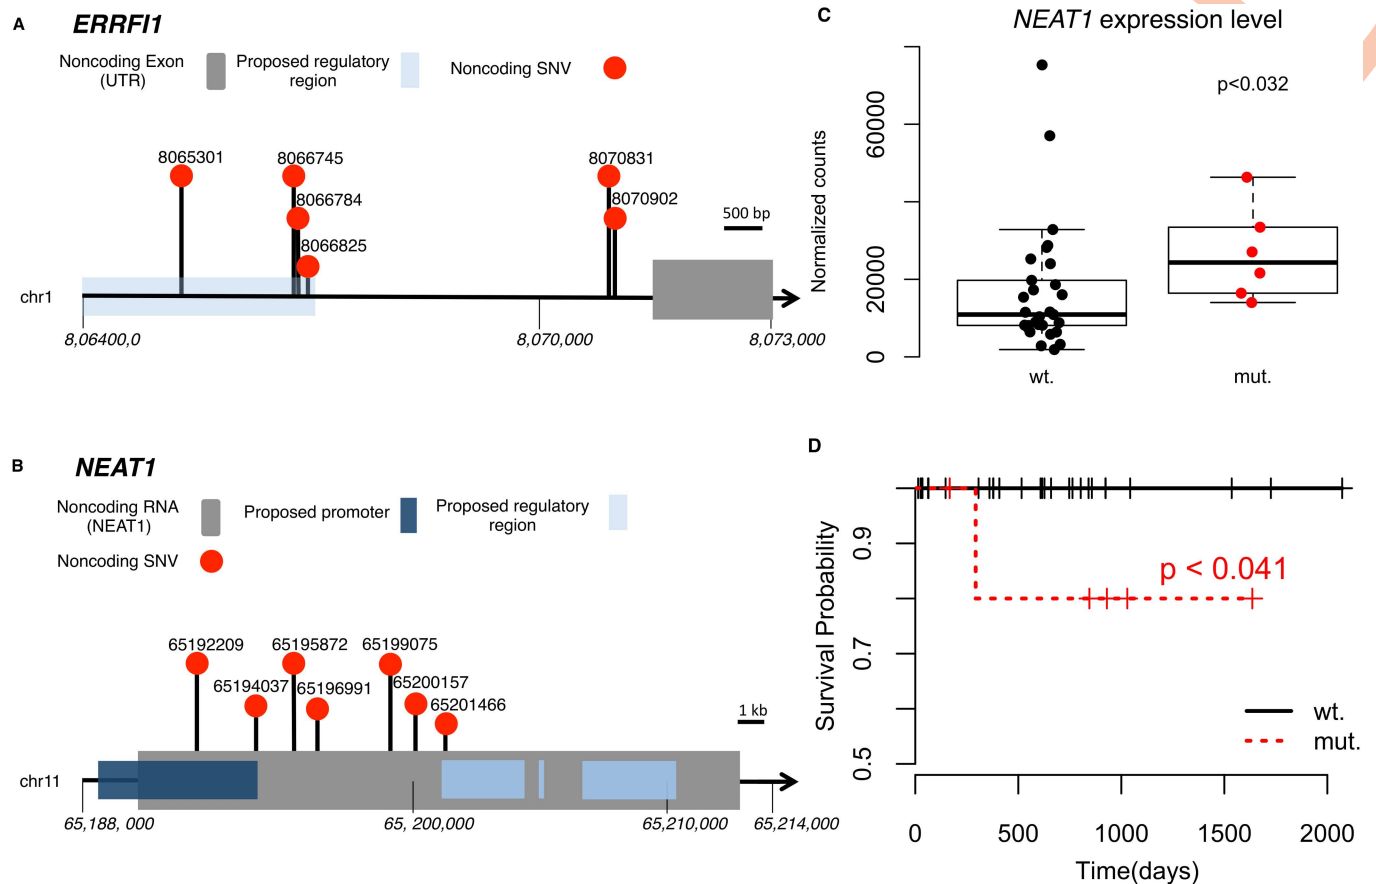 A
ERRFI1
Noncoding Exon
(UTR)
Proposed regulatory
region
Noncoding SNV
8065301
8066745
8066784
8066825
8070831
8070902
500 bp
chr1
8,06400,0
8,070,000
8,073,000
B
NEAT1
Noncoding RNA
(NEAT1)
Proposed promoter
Proposed regulatory
region
Noncoding SNV
65192209
65195872
65199075
65194037
65196991
65200157
65201466
1 kb
chr11
65,188, 000
65,200,000
65,210,000
65,214,000
C
NEAT1 expression level
p<0.032
Normalized counts
60000
20000
0
wt.
mut.
D
Survival Probability
0.9
0.7
0.5
p < 0.041
wt.
mut.
0
500
1000
1500
2000
Time(days)